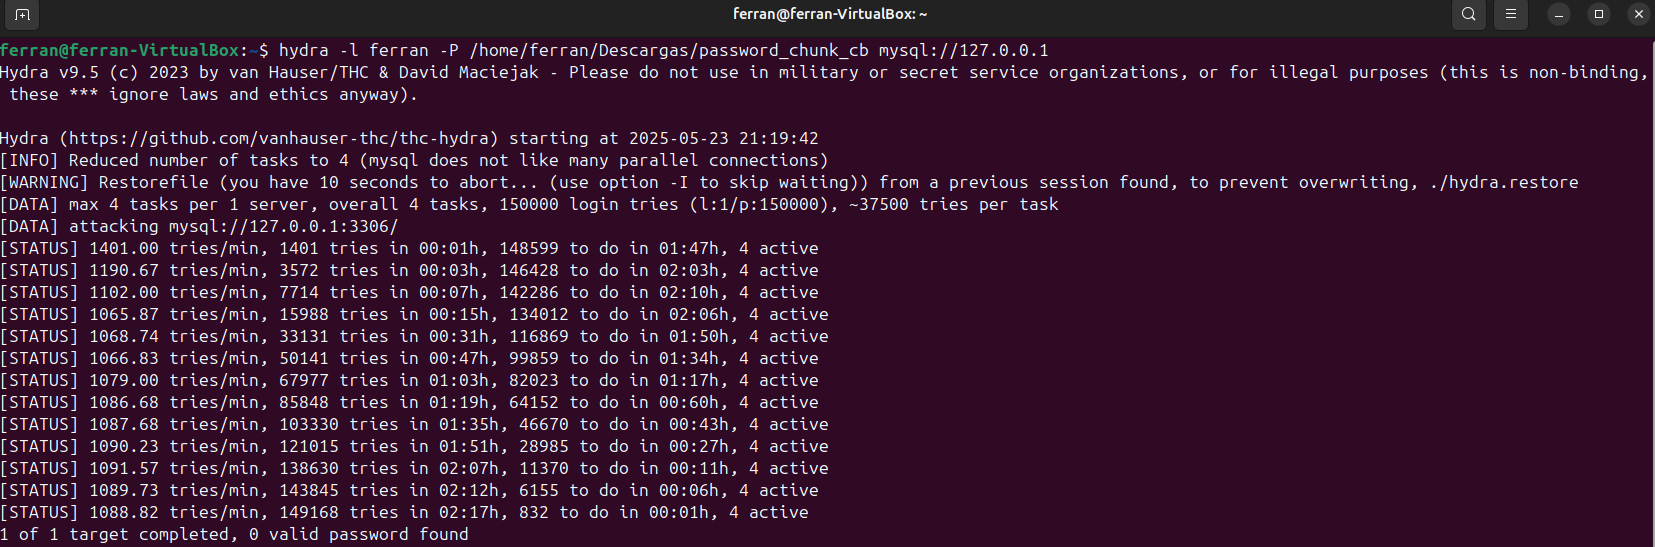 ferran@ferran-VirtualBox: ~
ferran@ferran-VirtualBox:~$ hydra -l ferran -P /home/ferran/Descargas/password_chunk_cb mysql://127.0.0.1
Hydra v9.5 (c) 2023 by van Hauser/THC & David Maciejak - Please do not use in military or secret service organizations, or for illegal purposes (this is non-binding,
 these *** ignore laws and ethics anyway).
Hydra (https://github.com/vanhauser-thc/thc-hydra) starting at 2025-05-23 21:19:42
[INFO] Reduced number of tasks to 4 (mysql does not like many parallel connections)
[WARNING] Restorefile (you have 10 seconds to abort... (use option -I to skip waiting)) from a previous session found, to prevent overwriting, ./hydra.restore
[DATA] max 4 tasks per 1 server, overall 4 tasks, 150000 login tries (l:1/p:150000), ~37500 tries per task
[DATA] attacking mysql://127.0.0.1:3306/
[STATUS] 1401.00 tries/min, 1401 tries in 00:01h, 148599 to do in 01:47h, 4 active
[STATUS] 1190.67 tries/min, 3572 tries in 00:03h, 146428 to do in 02:03h, 4 active
[STATUS] 1102.00 tries/min, 7714 tries in 00:07h, 142286 to do in 02:10h, 4 active
[STATUS] 1065.87 tries/min, 15988 tries in 00:15h, 134012 to do in 02:06h, 4 active
[STATUS] 1068.74 tries/min, 33131 tries in 00:31h, 116869 to do in 01:50h, 4 active
[STATUS] 1066.83 tries/min, 50141 tries in 00:47h, 99859 to do in 01:34h, 4 active
[STATUS] 1079.00 tries/min, 67977 tries in 01:03h, 82023 to do in 01:17h, 4 active
[STATUS] 1086.68 tries/min, 85848 tries in 01:19h, 64152 to do in 00:60h, 4 active
[STATUS] 1087.68 tries/min, 103330 tries in 01:35h, 46670 to do in 00:43h, 4 active
[STATUS] 1090.23 tries/min, 121015 tries in 01:51h, 28985 to do in 00:27h, 4 active
[STATUS] 1091.57 tries/min, 138630 tries in 02:07h, 11370 to do in 00:11h, 4 active
[STATUS] 1089.73 tries/min, 143845 tries in 02:12h, 6155 to do in 00:06h, 4 active
[STATUS] 1088.82 tries/min, 149168 tries in 02:17h, 832 to do in 00:01h, 4 active
1 of 1 target completed, 0 valid password found